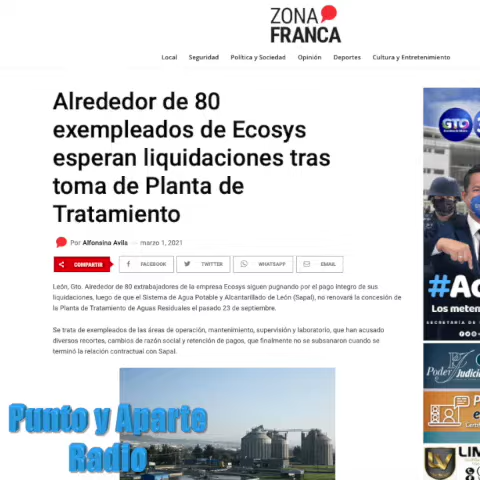 ZONA
FRANCA
Local Seguridad Política y Sociedad Opinión Deportes Cultura y Entretenimiento
Alrededor de 80
exempleados de Ecosys
esperan liquidaciones tras
toma de Planta de
Tratamiento
Por Alfonsina Avila — marzo 1, 2021
COMPARTIR FACEBOOK TWITTER WHATSAPP EMAIL
León, Gto. Alrededor de 80 extrabajadores de la empresa Ecosys siguen pugnando por el pago íntegro de sus
liquidaciones, luego de que el Sistema de Agua Potable y Alcantarillado de León (Sapal), no renovará la concesión de
la Planta de Tratamiento de Aguas Residuales el pasado 23 de septiembre.
Se trata de exempleados de las áreas de operación, mantenimiento, supervisión y laboratorio, que han acusado
diversos recortes, cambios de razón social y retención de pagos, que finalmente no se subsanaron cuando se
terminó la relación contractual con Sapal.
GTO
#Ac
Los meten
SECRETARÍA DE
Poder Judicia
P
e
LIM
Punto y Aparte
Radio